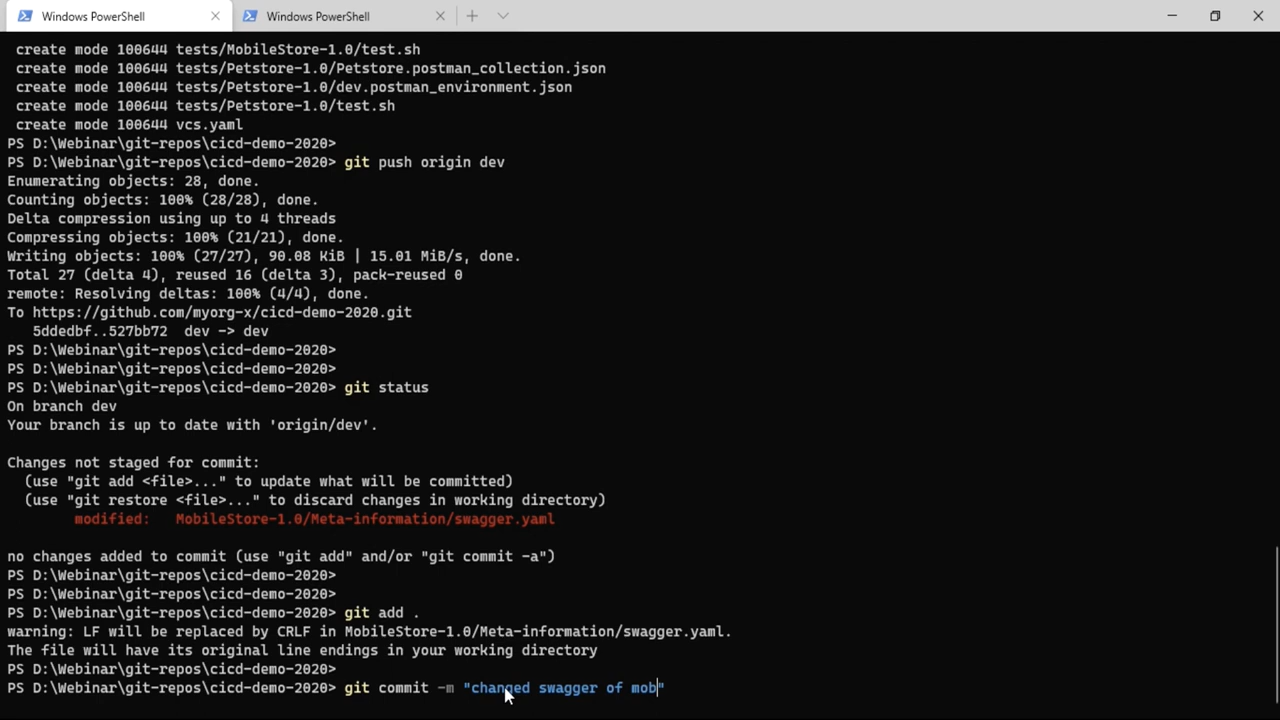 Windows PowerShell
Windows PowerShell
create mode 100644 tests/MobileStore-1.0/test.sh
create mode 100644 tests/Petstore-1.0/Petstore.postman_collection.json
create mode 100644 tests/Petstore-1.0/dev.postman_environment.json
create mode 100644 tests/Petstore-1.0/test.sh
create mode 100644 vcs.yaml
PS D:\Webinar\git-repos\cicd-demo-2020>
PS D:\Webinar\git-repos\cicd-demo-2020> git push origin dev
Enumerating objects: 28, done.
Counting objects: 100% (28/28), done.
Delta compression using up to 4 threads
Compressing objects: 100% (21/21), done.
Writing objects: 100% (27/27), 90.08 KiB | 15.01 MiB/s, done.
Total 27 (delta 4), reused 16 (delta 3), pack-reused 0
remote: Resolving deltas: 100% (4/4), done.
To https://github.com/myorg-x/cicd-demo-2020.git
5ddedbf..527bb72  dev -> dev
PS D:\Webinar\git-repos\cicd-demo-2020>
PS D:\Webinar\git-repos\cicd-demo-2020>
PS D:\Webinar\git-repos\cicd-demo-2020> git status
On branch dev
Your branch is up to date with 'origin/dev'.
Changes not staged for commit:
(use "git add <file>..." to update what will be committed)
(use "git restore <file>..." to discard changes in working directory)
modified:   MobileStore-1.0/Meta-information/swagger.yaml
no changes added to commit (use "git add" and/or "git commit -a")
PS D:\Webinar\git-repos\cicd-demo-2020>
PS D:\Webinar\git-repos\cicd-demo-2020>
PS D:\Webinar\git-repos\cicd-demo-2020> git add .
warning: LF will be replaced by CRLF in MobileStore-1.0/Meta-information/swagger.yaml.
The file will have its original line endings in your working directory
PS D:\Webinar\git-repos\cicd-demo-2020>
PS D:\Webinar\git-repos\cicd-demo-2020> git commit -m "changed swagger of mob"